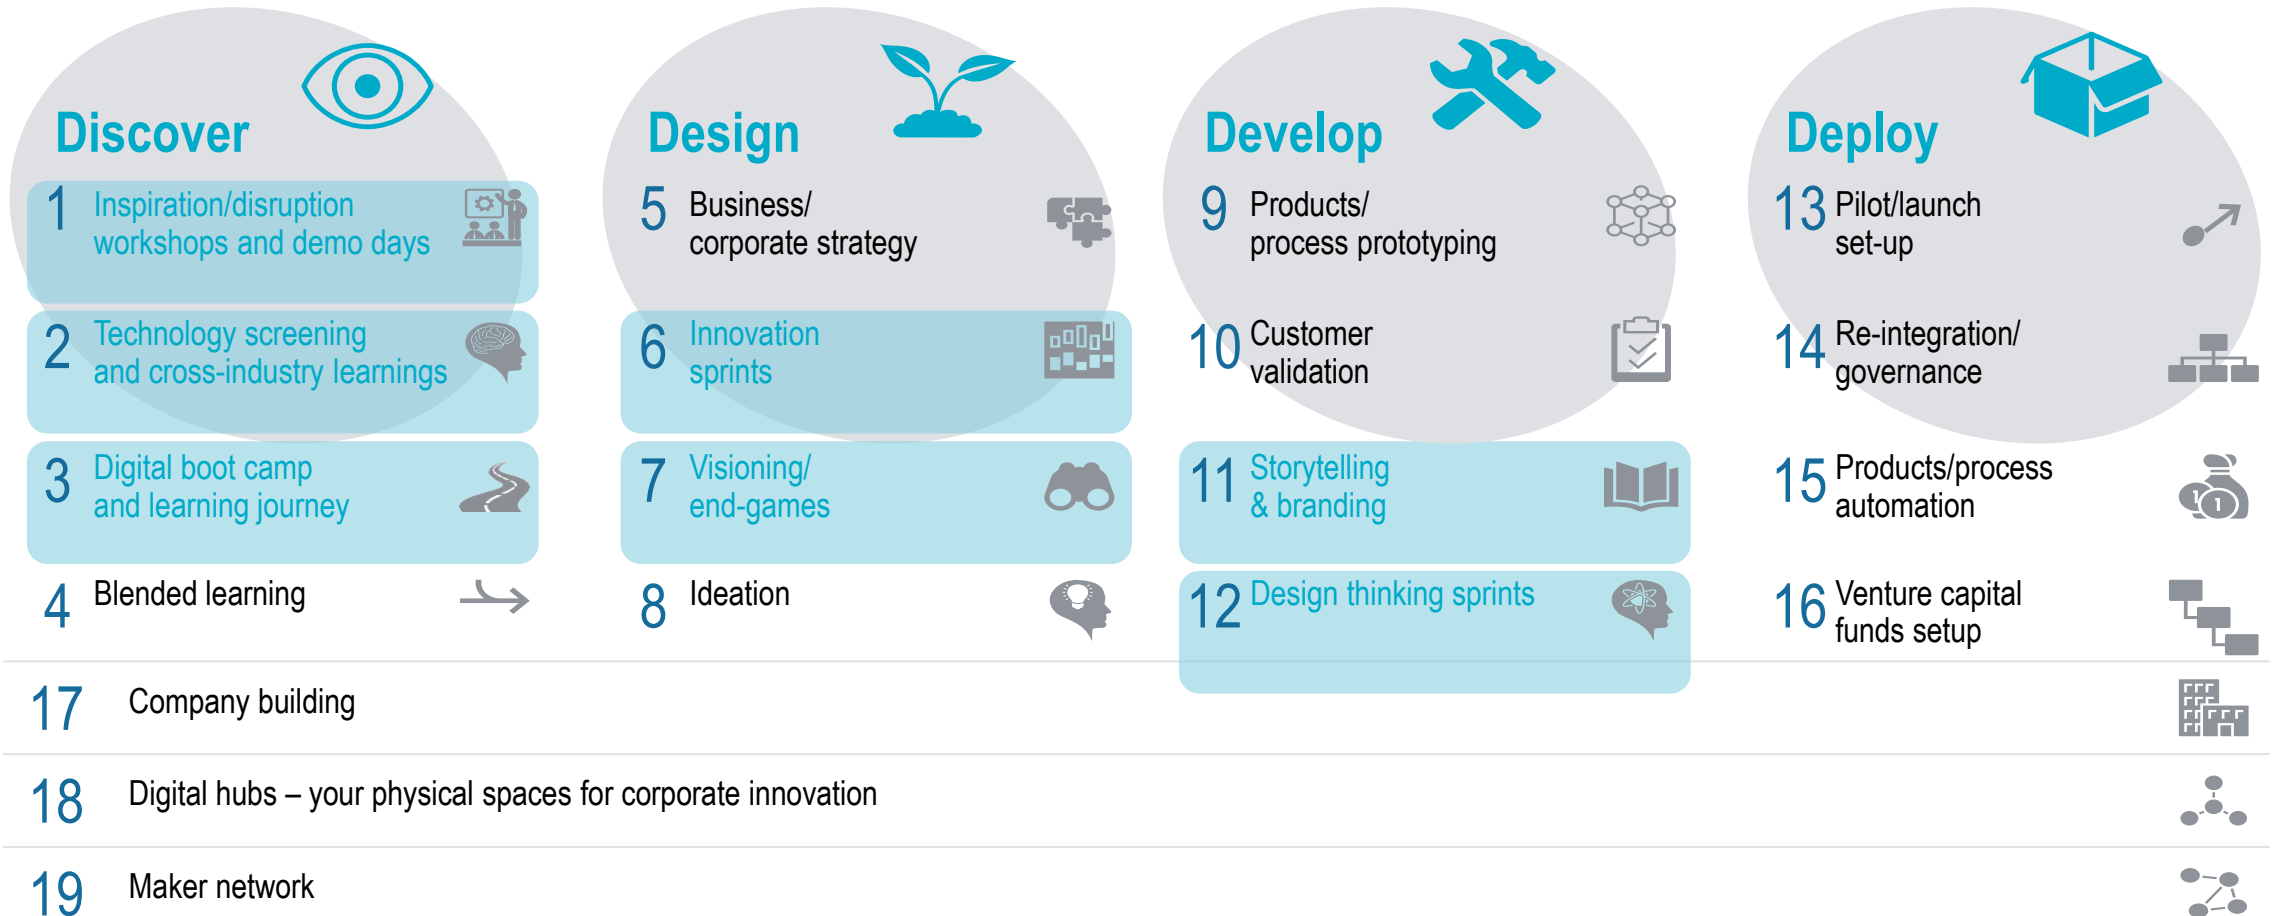 Discover
1 Inspiration/disruption
workshops and demo days
2 Technology screening
and cross-industry learnings
3 Digital boot camp
and learning journey
4 Blended learning
Design
5 Business/
corporate strategy
6 Innovation
sprints
7 Visioning/
end-games
8 Ideation
Develop
9 Products/
process prototyping
10 Customer
validation
11 Storytelling
& branding
12 Design thinking sprints
Deploy
13 Pilot/launch
set-up
14 Re-integration/
governance
15 Products/process
automation
1 1
16 Venture capital
funds setup
17 Company building
18 Digital hubs – your physical spaces for corporate innovation
19 Maker network